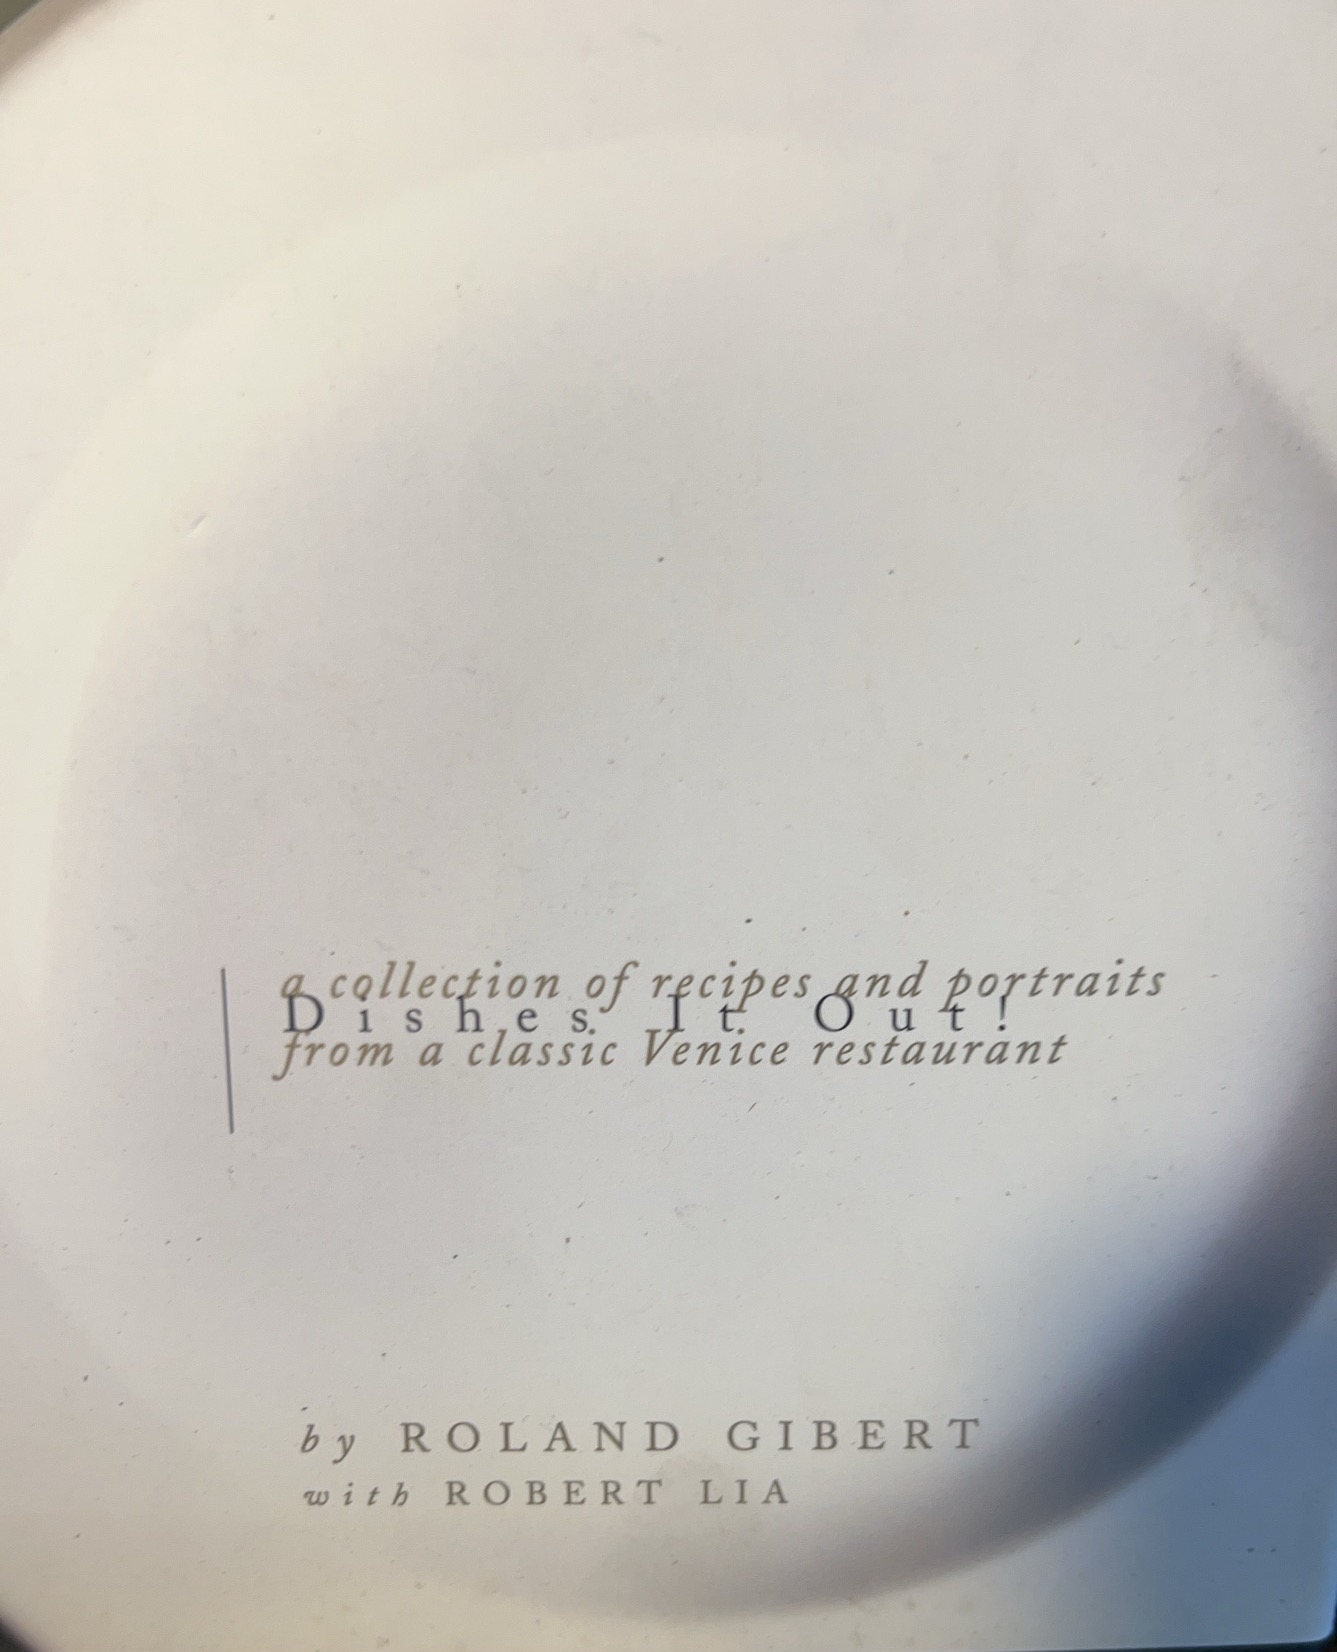 a collection of recipes and portraits
Dishes It Out!
from a classic Venice restaurant
by ROLAND GIBERT
with ROBERT LIA